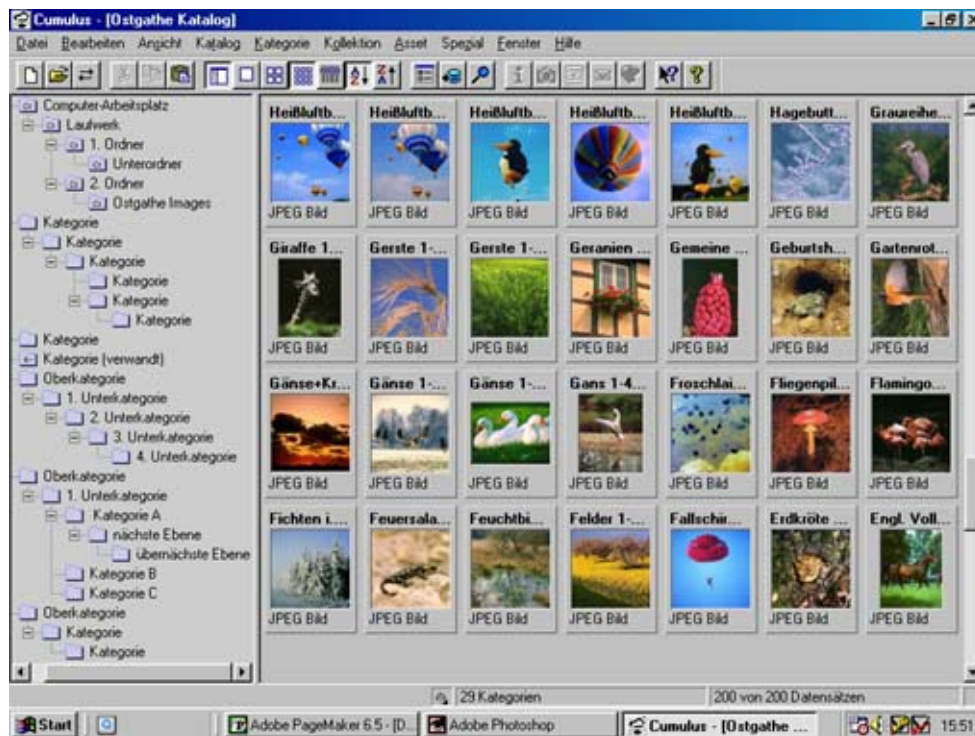 Cumulus - [Ostgathe Katalog]
Datei Bearbeiten Ansicht Katalog Kategorie Kollektion Asset Spezial Fenster Hilfe
Computer-Arbeitsplatz
Laufwerk
1. Ordner
Unterordner
2. Ordner
Ostgathe Images
Kategorie
Kategorie
Kategorie
Kategorie
Kategorie
Kategorie
Kategorie
Kategorie (verwandt)
Oberkategorie
1. Unterkategorie
2. Unterkategorie
3. Unterkategorie
4. Unterkategorie
Oberkategorie
1. Unterkategorie
Kategorie A
nächste Ebene
übernächste Ebene
Kategorie B
Kategorie C
Oberkategorie
Kategorie
Kategorie
Heißluftb... Heißluftb... Heißluftb... Heißluftb... Heißluftb... Hagebutt... Graureihe...
JPEG Bild JPEG Bild JPEG Bild JPEG Bild JPEG Bild JPEG Bild JPEG Bild
Giraffe 1... Gerste 1-... Gerste 1-... Geranien ... Gemeine ... Geburtsh... Gartenrot...
JPEG Bild JPEG Bild JPEG Bild JPEG Bild JPEG Bild JPEG Bild JPEG Bild
Gänse+Kr... Gänse 1-... Gänse 1-... Gans 1-4... Froschlai... Fliegenpil... Flamingo...
JPEG Bild JPEG Bild JPEG Bild JPEG Bild JPEG Bild JPEG Bild JPEG Bild
Fichten i.... Feuersala... Feuchtbi... Felder 1-... Fallschir... Erdkröte ... Engl. Voll...
JPEG Bild JPEG Bild JPEG Bild JPEG Bild JPEG Bild JPEG Bild JPEG Bild
29 Kategorien 200 von 200 Datensätzen
Start Adobe PageMaker 6.5 - [D... Adobe Photoshop Cumulus - [Ostgathe ... 15:51